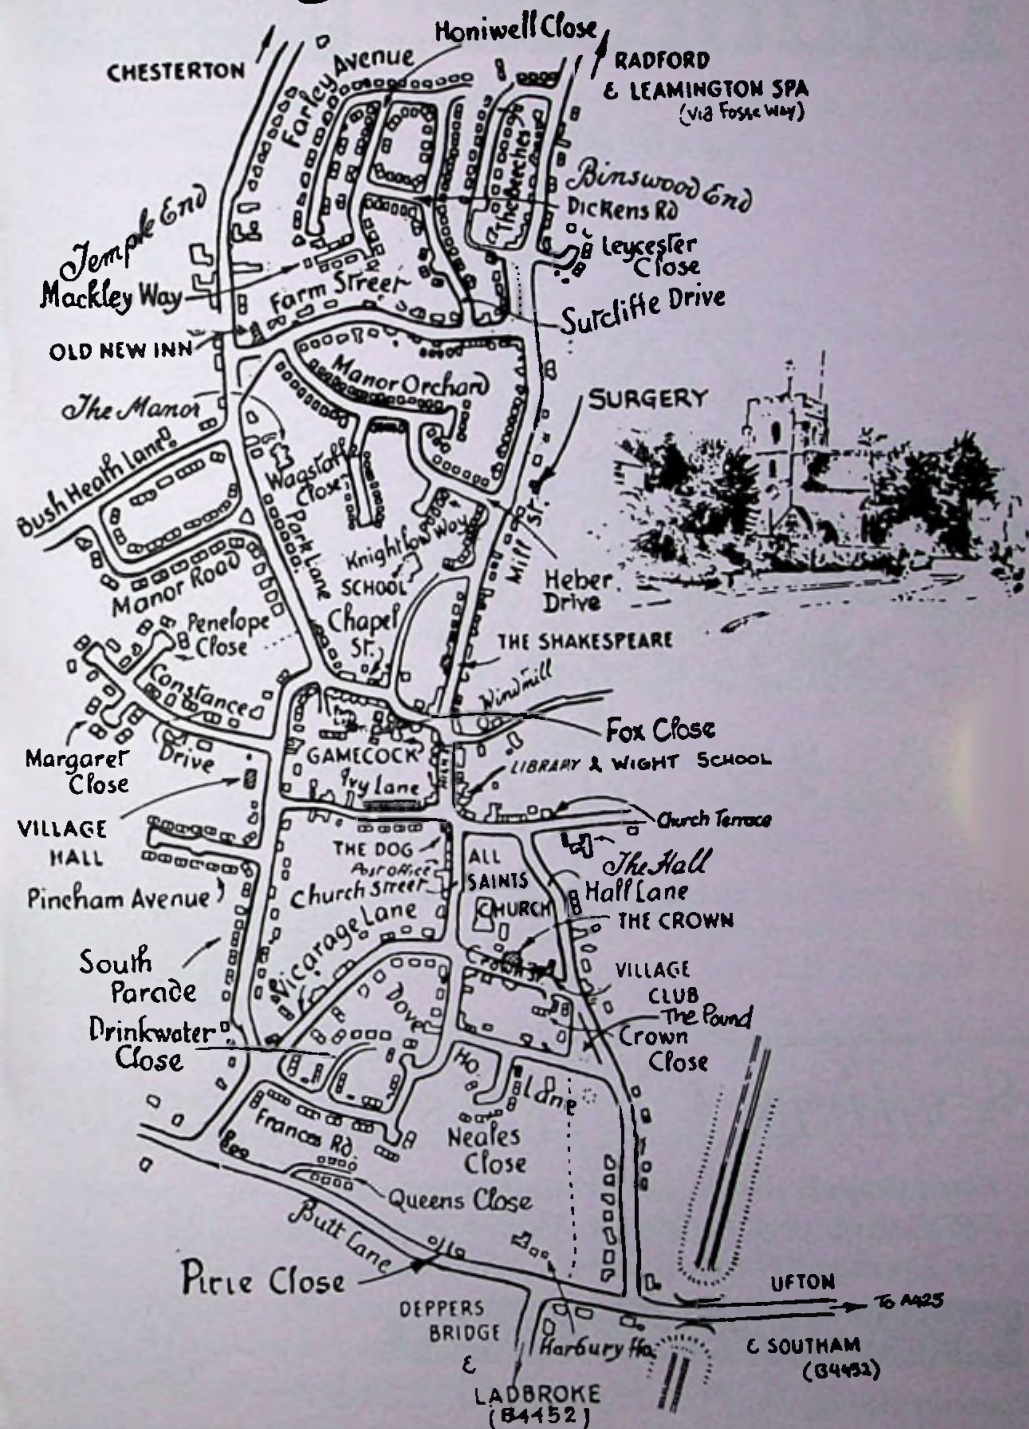 Honiwell Close
CHESTERTON
Farley Avenue
RADFORD
& LEAMINGTON SPA
(via Fosse Way)
The Beeches
Binswood End
Dickens Rd
Temple End
Leycester
Close
Mackley Way
Farm Street
Sutcliffe Drive
OLD NEW INN
Manor Orchard
The Manor
SURGERY
Bush Heath Lane
Wagstaff
Close
Park Lane
Knightlow Way
Mill St.
SCHOOL
Heber
Drive
Manor Road
Chapel
St.
Penelope
Close
THE SHAKESPEARE
Constance
Drive
Windmill
Fox Close
Margaret
Close
GAMECOCK
HIGH ST
LIBRARY & WIGHT SCHOOL
Ivy Lane
VILLAGE
HALL
Church Terrace
THE DOG
Post Office
ALL
SAINTS
CHURCH
The Hall
Hall Lane
Pincham Avenue
Church Street
THE CROWN
Vicarage Lane
Crown St
South
Parade
VILLAGE
CLUB
The Pound
Dove
Ho.
Lane
Crown
Close
Drinkwater
Close
Frances Rd.
Neales
Close
Queens Close
Butt Lane
Pirie Close
UFTON
To A425
DEPPERS
BRIDGE
&
LADBROKE
(B4452)
Harbury Ho.
& SOUTHAM
(B4452)